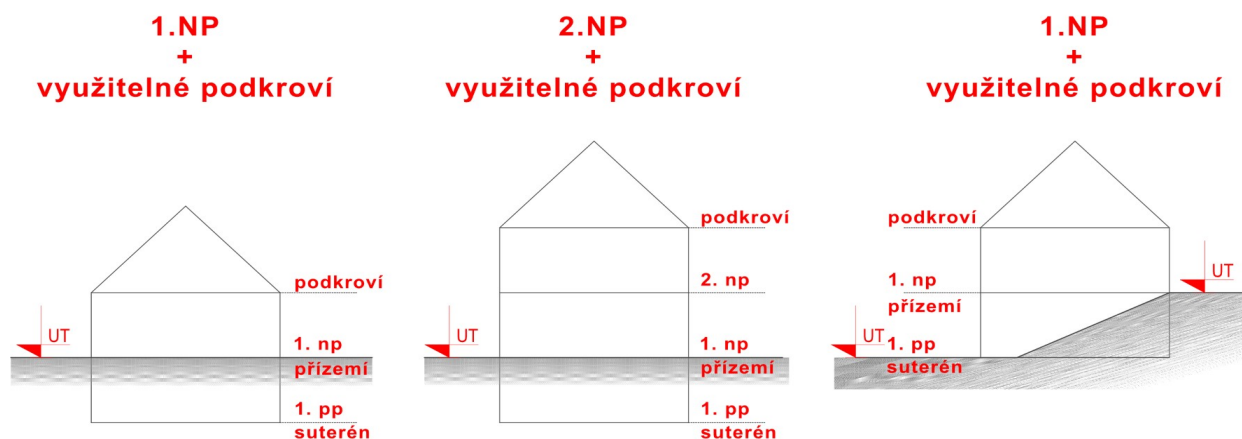 1.NP
+
využitelné podkroví
podkroví
UT
1. np
přízemí
1. pp
suterén
2.NP
+
využitelné podkroví
podkroví
2. np
UT
1. np
přízemí
1. pp
suterén
1.NP
+
využitelné podkroví
podkroví
1. np
UT
přízemí
UT
1. pp
suterén